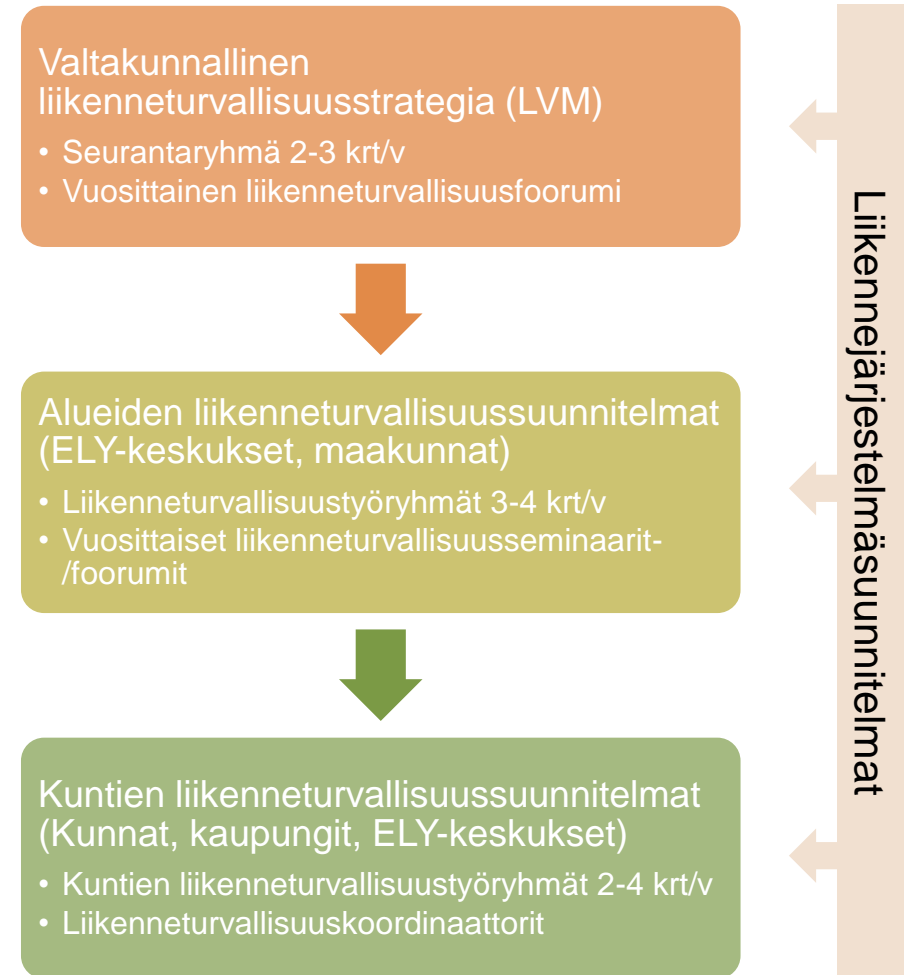 Valtakunnallinen
liikenneturvallisuusstrategia (LVM)
• Seurantaryhmä 2-3 krt/v
• Vuosittainen liikenneturvallisuusfoorumi
Alueiden liikenneturvallisuussuunnitelmat
(ELY-keskukset, maakunnat)
• Liikenneturvallisuustyöryhmät 3-4 krt/v
• Vuosittaiset liikenneturvallisuusseminaarit-
/foorumit
Kuntien liikenneturvallisuussuunnitelmat
(Kunnat, kaupungit, ELY-keskukset)
• Kuntien liikenneturvallisuustyöryhmät 2-4 krt/v
• Liikenneturvallisuuskoordinaattorit
Liikennejärjestelmäsuunnitelmat